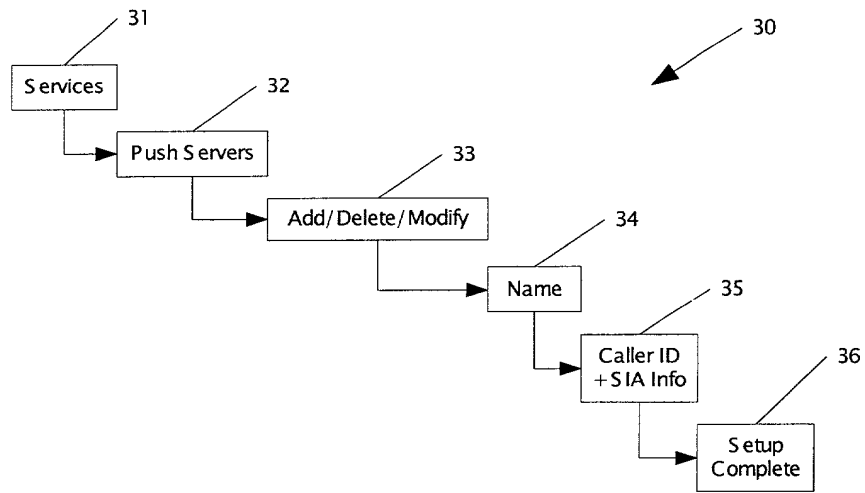 31
30
Services
32
Push Servers
33
Add/Delete/Modify
34
Name
35
Caller ID
+SIA Info
36
Setup
Complete